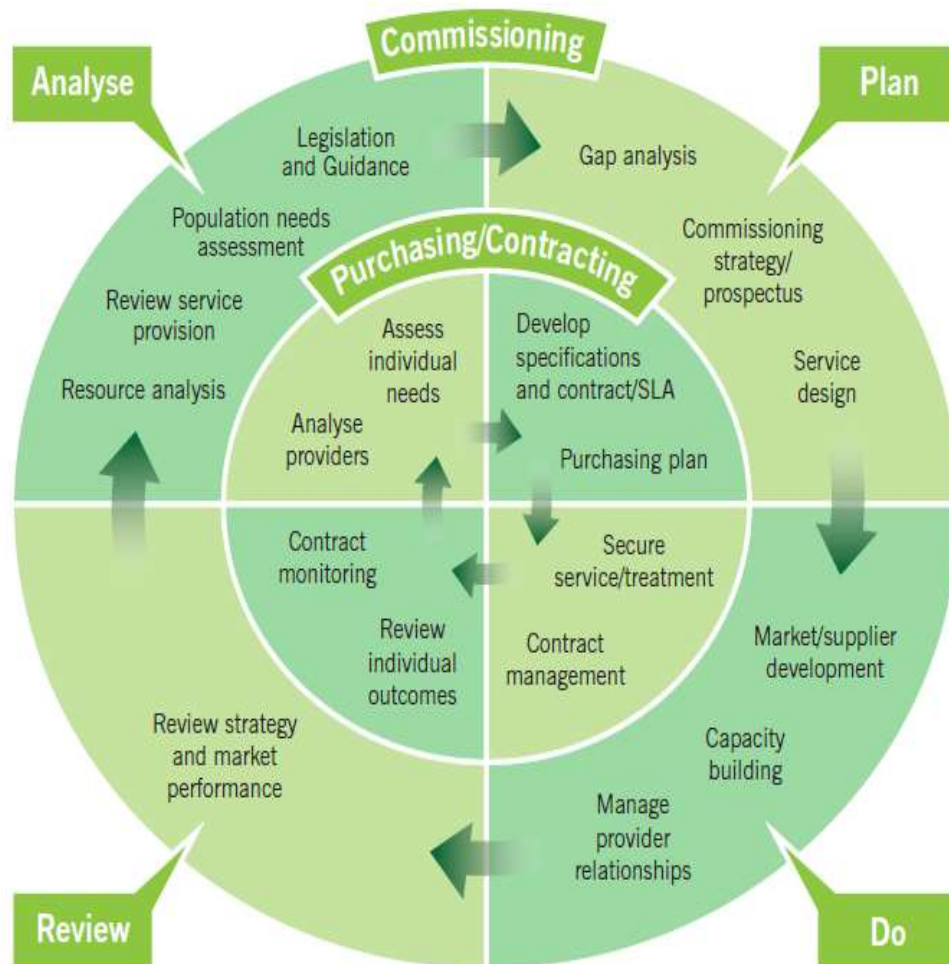 Commissioning
Analyse
Plan
Legislation
and Guidance
Gap analysis
Population needs
assessment
Commissioning
strategy/
prospectus
Purchasing/Contracting
Review service
provision
Assess
individual
needs
Develop
specifications
and contract/SLA
Service
design
Resource analysis
Analyse
providers
Purchasing plan
Contract
monitoring
Secure
service/treatment
Review
individual
outcomes
Contract
management
Market/supplier
development
Review strategy
and market
performance
Capacity
building
Manage
provider
relationships
Review
Do